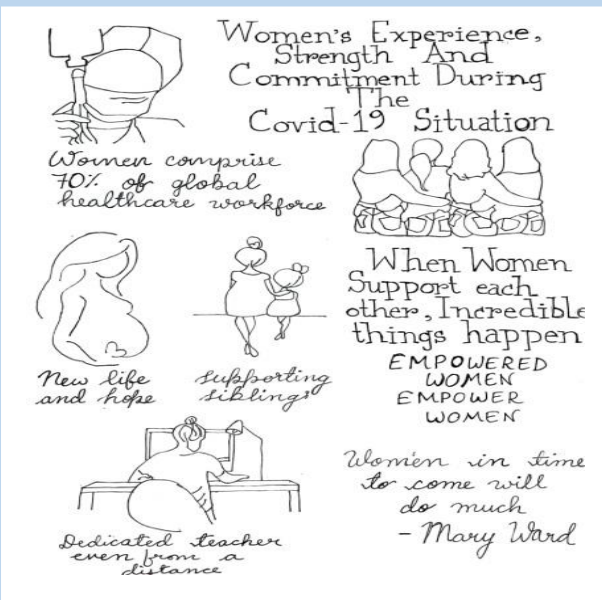 Women's Experience,
Strength And
Commitment During
The
Covid-19 Situation
Women comprise
70% of global
healthcare workforce
When Women
Support each
other, Incredible
things happen
EMPOWERED
WOMEN
EMPOWER
WOMEN
New life
and hope
supporting
siblings
Women in time
to come will
do much
- Mary Ward
Dedicated teacher
even from a
distance